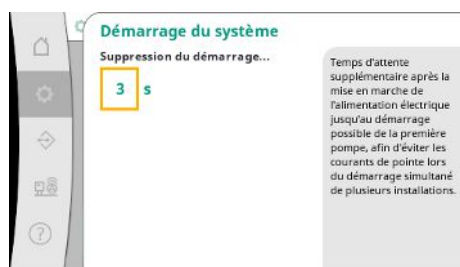 Démarrage du système
Suppression du démarrage...
3 s
Temps d'attente
supplémentaire après la
mise en marche de
l'alimentation électrique
jusqu'au démarrage
possible de la première
pompe, afin d'éviter les
courants de pointe lors
du démarrage simultané
de plusieurs installations.
?